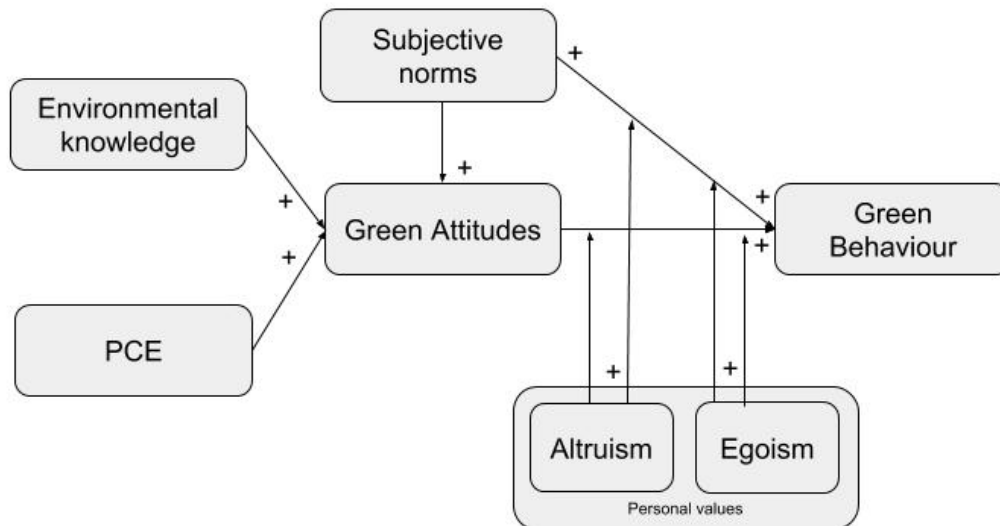 Subjective
norms
+
Environmental
knowledge
+
+
Green Attitudes
+
+
+
Green
Behaviour
+
PCE
+
+
Altruism
Egoism
Personal values